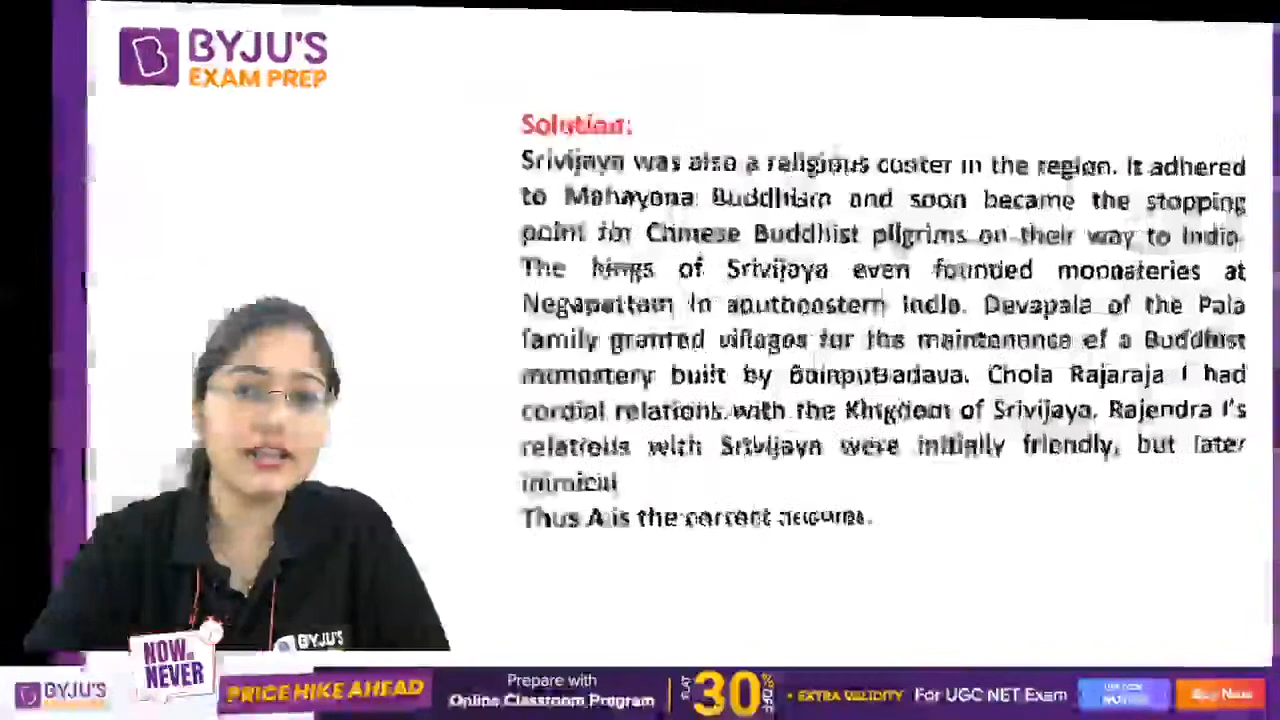 BYJU'S
EXAM PREP
Solution:
Srivijaya was also a religious center in the region. It adhered
to Mahayana Buddhism and soon became the stopping
point for Chinese Buddhist pilgrims on their way to India.
The kings of Srivijaya even founded monasteries at
Negapattam in southeastern India. Devapala of the Pala
family granted villages for the maintenance of a Buddhist
monastery built by Chola Rajaraja I had
cordial relations with the Kingdom of Srivijaya. Rajendra I's
relations with Srivijaya were initially friendly, but later
inimical
Thus A is the correct
BYJU'S
NOW or
NEVER
BYJU'S
PRICE HIKE AHEAD
Prepare with
Online Classroom Program
30% OFF
+ EXTRA VALIDITY
For UGC NET Exam
Buy Now